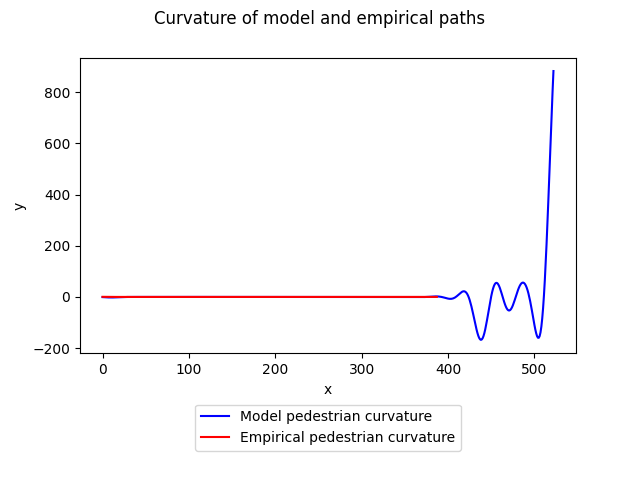 Curvature of model and empirical paths
800
600
400
200
0
−200
y
0 100 200 300 400 500
x
Model pedestrian curvature
Empirical pedestrian curvature